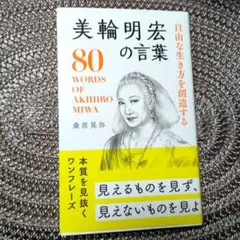 自由な生き方を創造する
美輪明宏
の言葉
80
WORDS
OF
AKIHIRO
MIWA
桑原晃弥
本質を見抜く
ワンフレーズ
見えるものを見ず、
見えないものを見よ